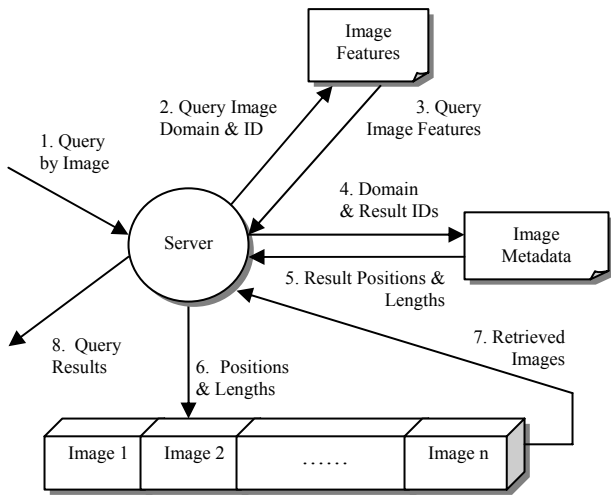 Image
Features
2. Query Image
Domain & ID
3. Query
Image Features
1. Query
by Image
4. Domain
& Result IDs
Server
Image
Metadata
5. Result Positions &
Lengths
7. Retrieved
Images
8. Query
Results
6. Positions
& Lengths
Image 1
Image 2
……
Image n